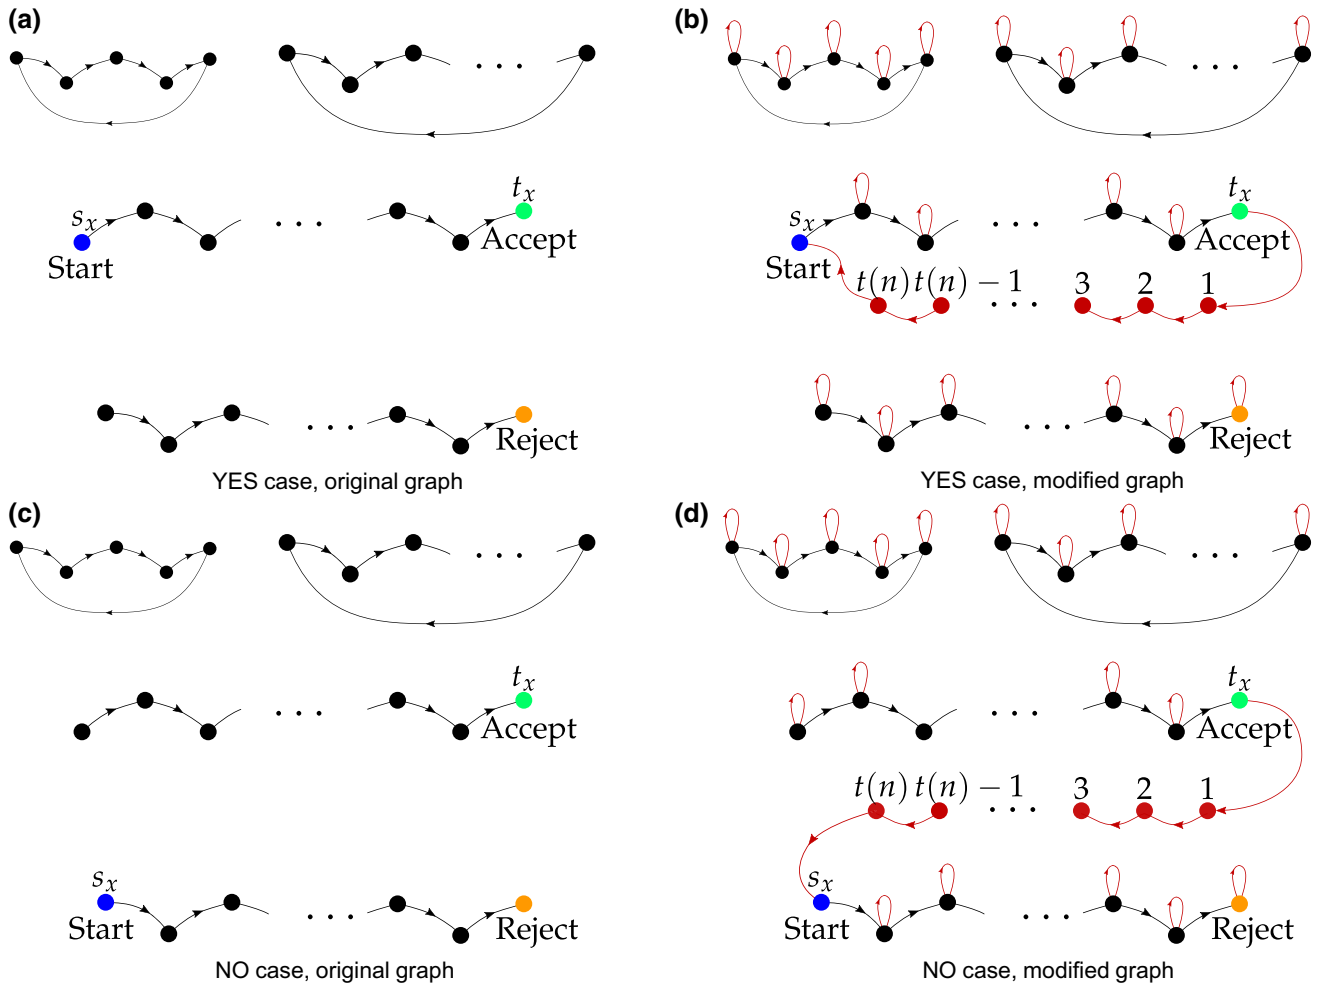 (a)
s_x
Start
t_x
Accept
Reject
YES case, original graph
(b)
s_x
Start
t_x
Accept
t(n) t(n) − 1 3 2 1
Reject
YES case, modified graph
(c)
t_x
Accept
s_x
Start
Reject
NO case, original graph
(d)
t_x
Accept
t(n) t(n) − 1 3 2 1
s_x
Start
Reject
NO case, modified graph